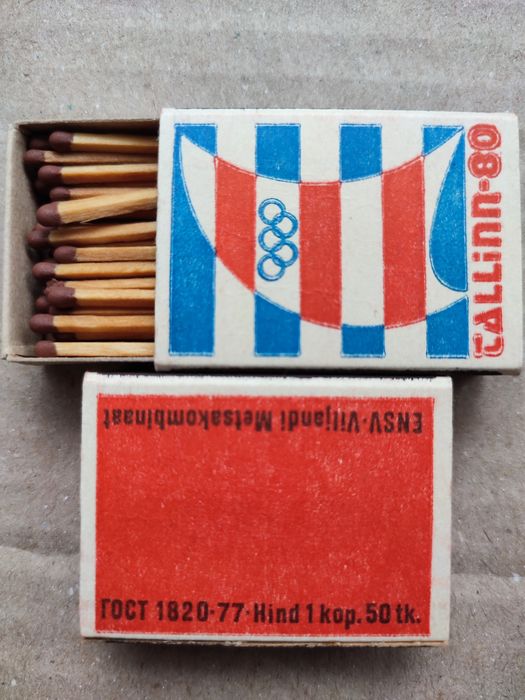 TALLINN-80
ENSV·Viljandi Metsakombinaat
ГОСТ 1820-77·Hind 1 kop. 50 tk.